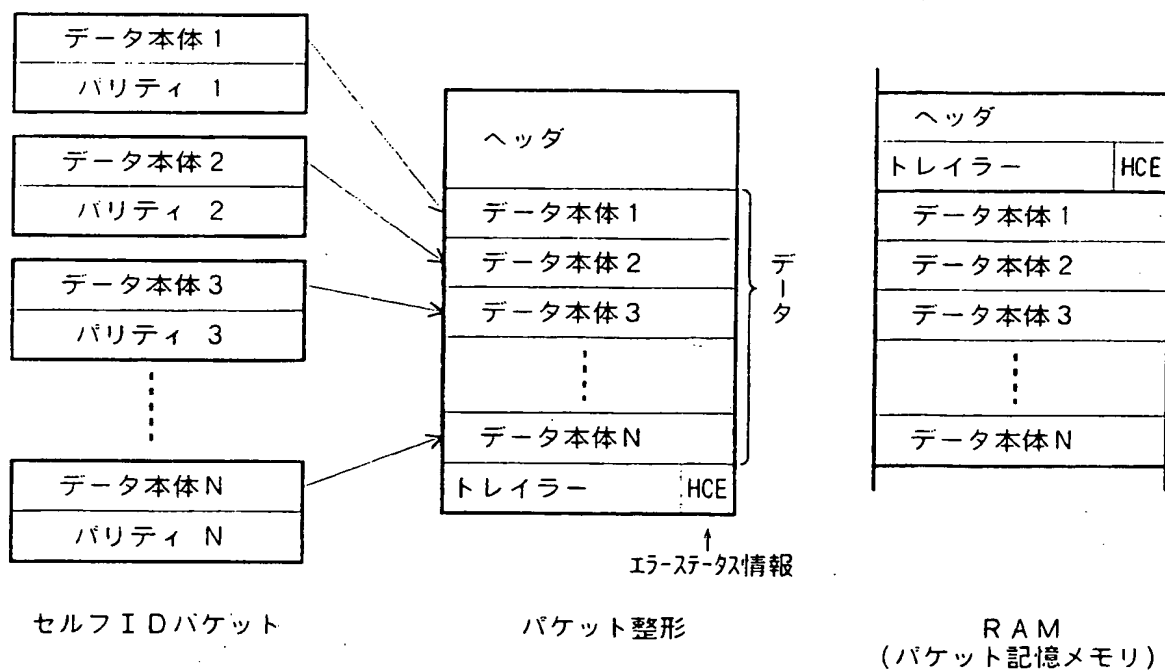 データ本体1
パリティ 1
データ本体2
パリティ 2
データ本体3
パリティ 3
データ本体N
パリティ N
セルフIDパケット
ヘッダ
データ本体1
データ本体2
データ本体3
データ本体N
トレイラー HCE
データ
エラーステータス情報
パケット整形
ヘッダ
トレイラー HCE
データ本体1
データ本体2
データ本体3
データ本体N
RAM
(パケット記憶メモリ)